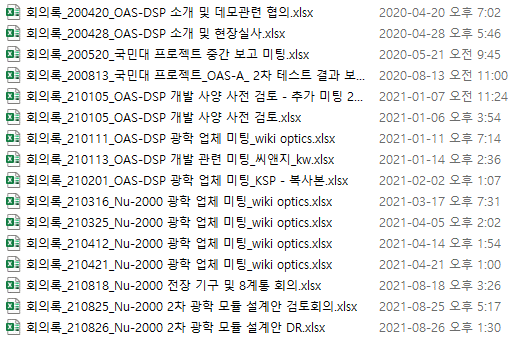 회의록_200420_OAS-DSP 소개 및 데모관련 협의.xlsx 2020-04-20 오후 7:02
회의록_200428_OAS-DSP 소개 및 현장실사.xlsx 2020-04-28 오후 5:46
회의록_200520_국민대 프로젝트 중간 보고 미팅.xlsx 2020-05-21 오전 9:45
회의록_200813_국민대 프로젝트_OAS-A_ 2차 테스트 결과 보... 2020-08-13 오전 11:00
회의록_210105_OAS-DSP 개발 사양 사전 검토 - 추가 미팅 2... 2021-01-07 오전 11:24
회의록_210105_OAS-DSP 개발 사양 사전 검토.xlsx 2021-01-06 오후 3:54
회의록_210111_OAS-DSP 광학 업체 미팅_wiki optics.xlsx 2021-01-11 오후 7:14
회의록_210113_OAS-DSP 개발 관련 미팅_씨앤지_kw.xlsx 2021-01-14 오후 2:36
회의록_210201_OAS-DSP 광학 업체 미팅_KSP - 복사본.xlsx 2021-02-02 오후 1:07
회의록_210316_Nu-2000 광학 업체 미팅_wiki optics.xlsx 2021-03-17 오후 7:31
회의록_210325_Nu-2000 광학 업체 미팅_wiki optics.xlsx 2021-04-05 오후 2:02
회의록_210412_Nu-2000 광학 업체 미팅_wiki optics.xlsx 2021-04-14 오후 1:54
회의록_210421_Nu-2000 광학 업체 미팅_wiki optics.xlsx 2021-04-21 오후 1:00
회의록_210818_Nu-2000 전장 기구 및 8계통 회의.xlsx 2021-08-18 오후 3:26
회의록_210825_Nu-2000 2차 광학 모듈 설계안 검토회의.xlsx 2021-08-25 오후 5:17
회의록_210826_Nu-2000 2차 광학 모듈 설계안 DR.xlsx 2021-08-26 오후 1:30